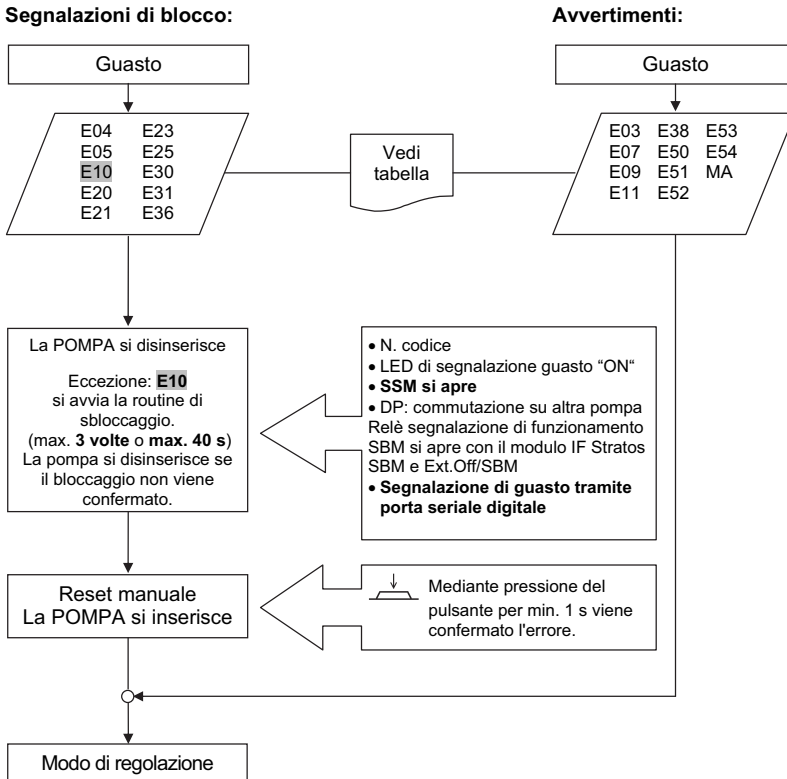 Segnalazioni di blocco:
Avvertimenti:
Guasto
Guasto
E04 E23
E05 E25
E10 E30
E20 E31
E21 E36
Vedi
tabella
E03 E38 E53
E07 E50 E54
E09 E51 MA
E11 E52
La POMPA si disinserisce
Eccezione: E10
si avvia la routine di
sbloccaggio.
(max. 3 volte o max. 40 s)
La pompa si disinserisce se
il bloccaggio non viene
confermato.
• N. codice
• LED di segnalazione guasto “ON“
• SSM si apre
• DP: commutazione su altra pompa
Relè segnalazione di funzionamento
SBM si apre con il modulo IF Stratos
SBM e Ext.Off/SBM
• Segnalazione di guasto tramite
porta seriale digitale
Reset manuale
La POMPA si inserisce
Mediante pressione del
pulsante per min. 1 s viene
confermato l'errore.
Modo di regolazione